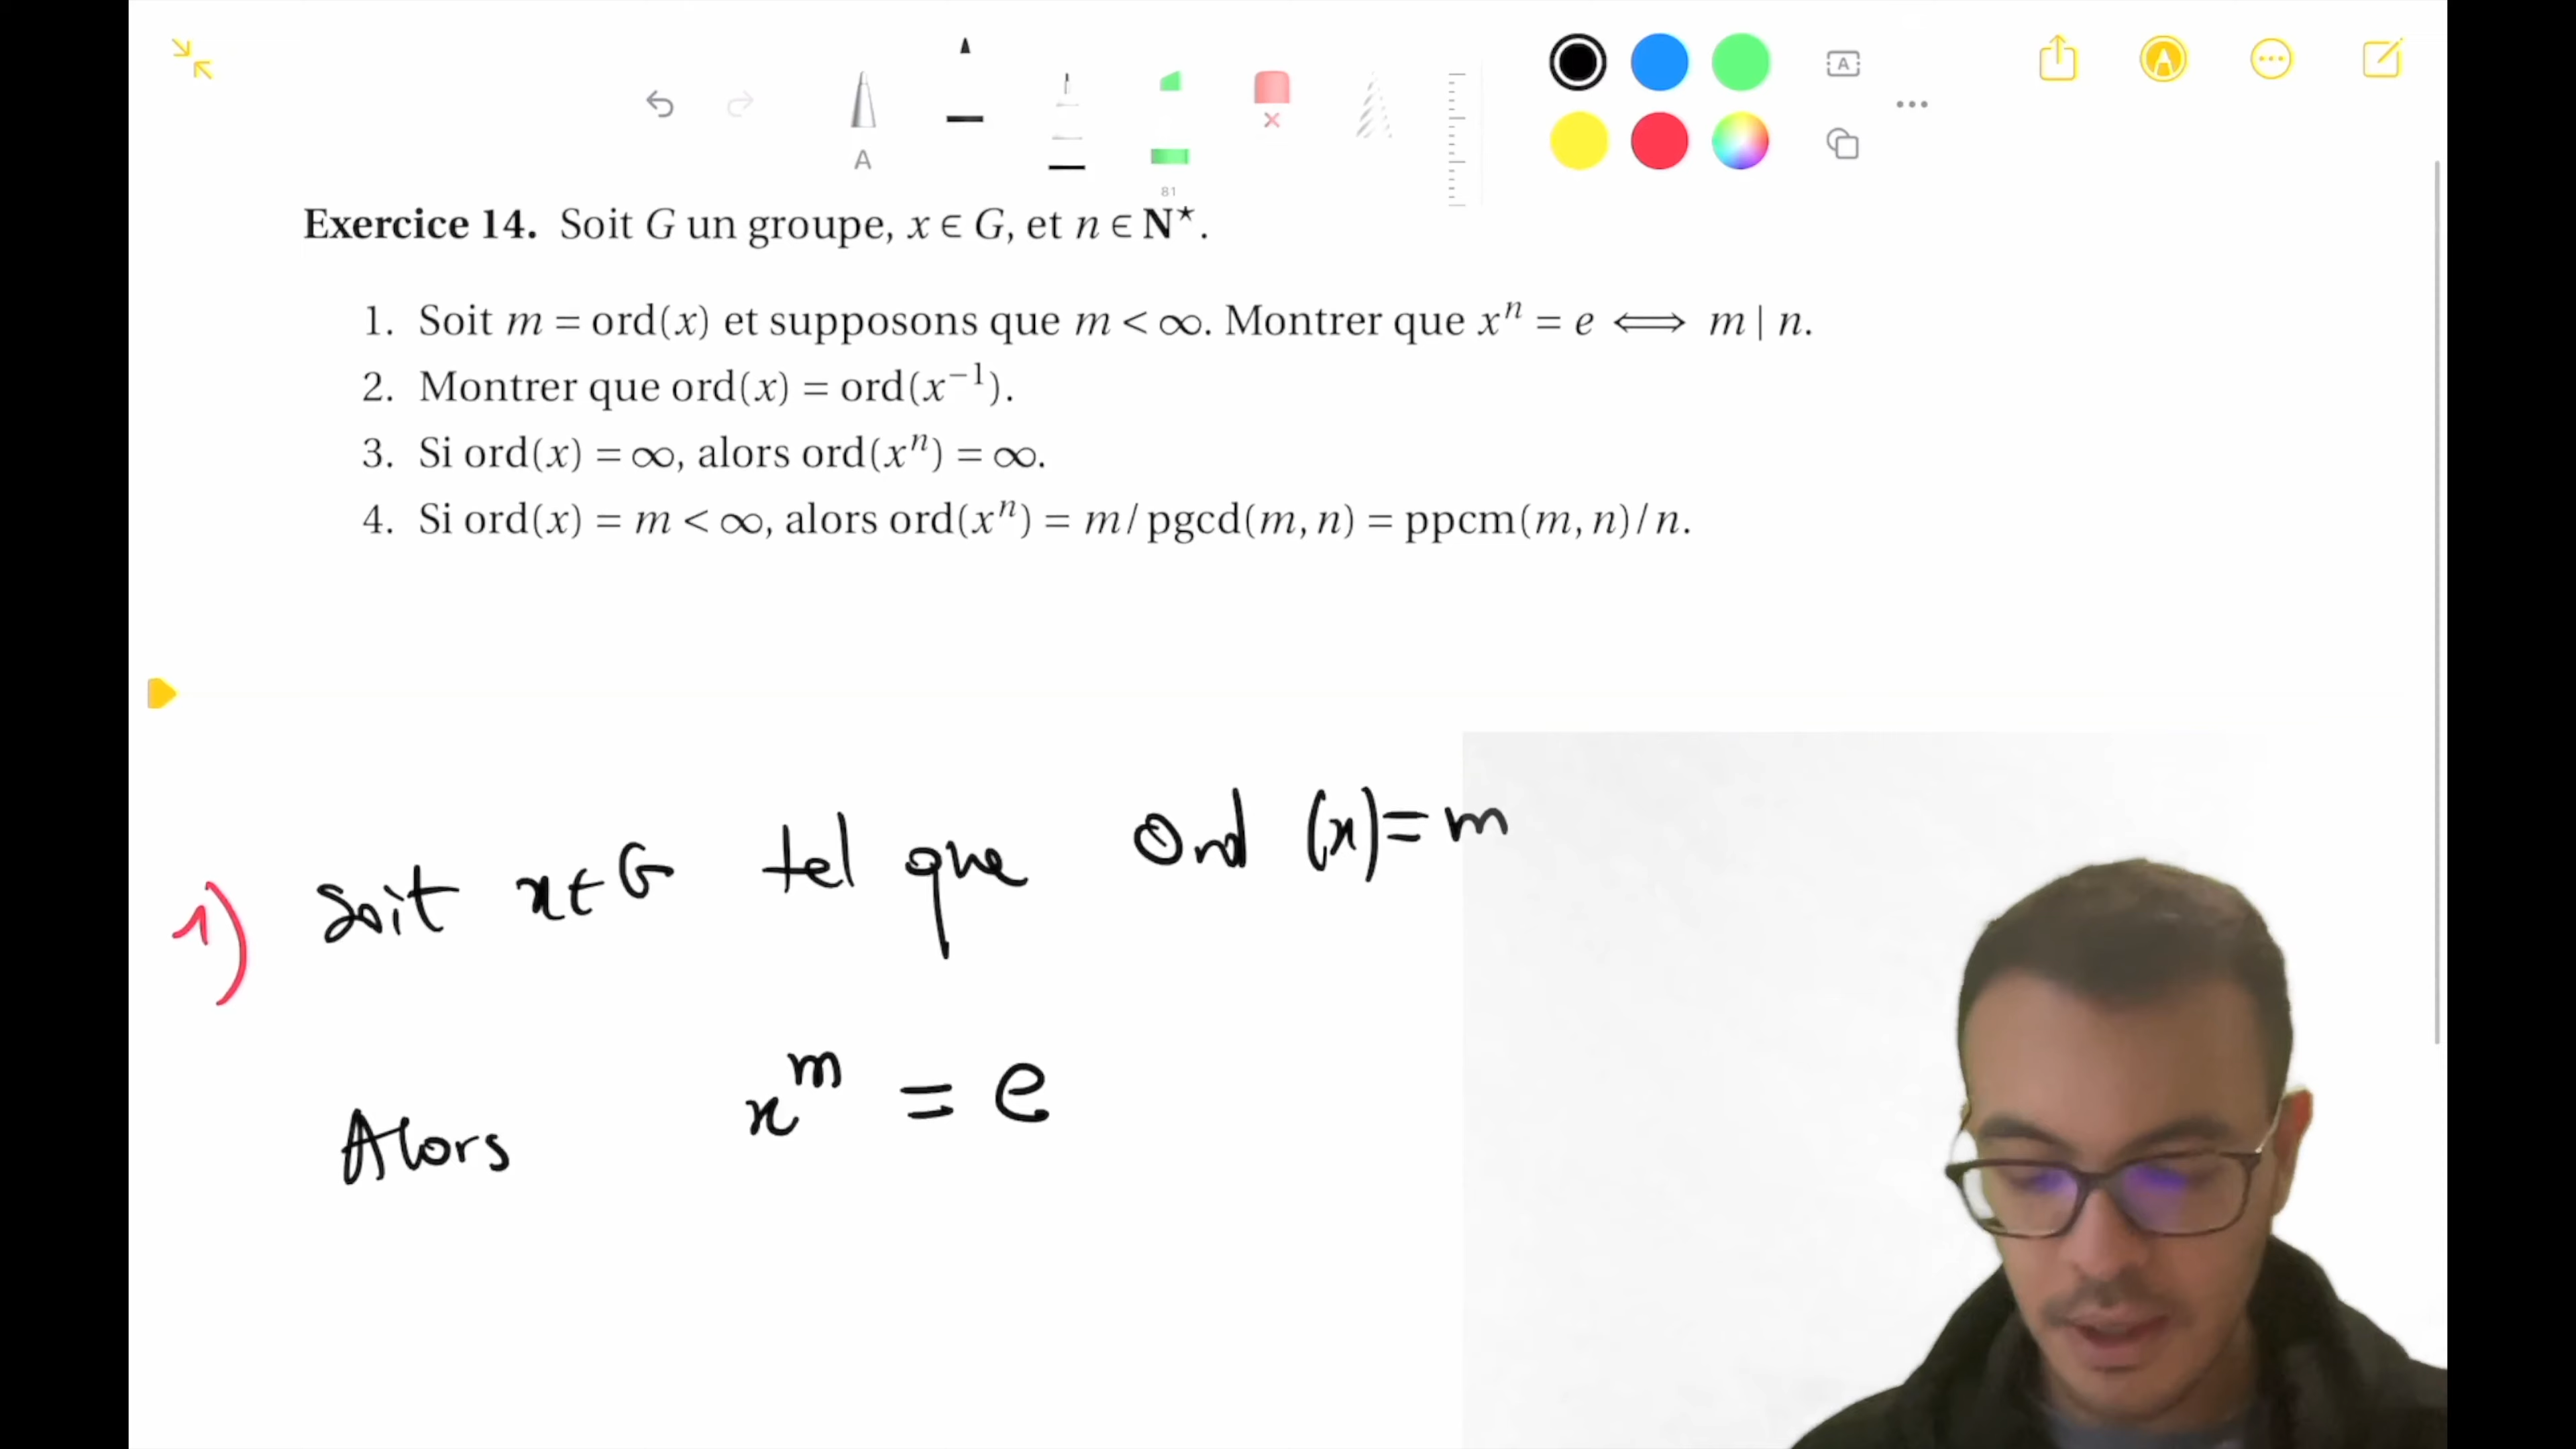 A
81
A
Exercice 14. Soit G un groupe, x ∈ G, et n ∈ N*.
1. Soit m = ord(x) et supposons que m < ∞. Montrer que xⁿ = e ⟺ m | n.
2. Montrer que ord(x) = ord(x⁻¹).
3. Si ord(x) = ∞, alors ord(xⁿ) = ∞.
4. Si ord(x) = m < ∞, alors ord(xⁿ) = m/pgcd(m, n) = ppcm(m, n)/n.
1) Soit x∈G tel que Ord (x)=m
Alors xᵐ = e